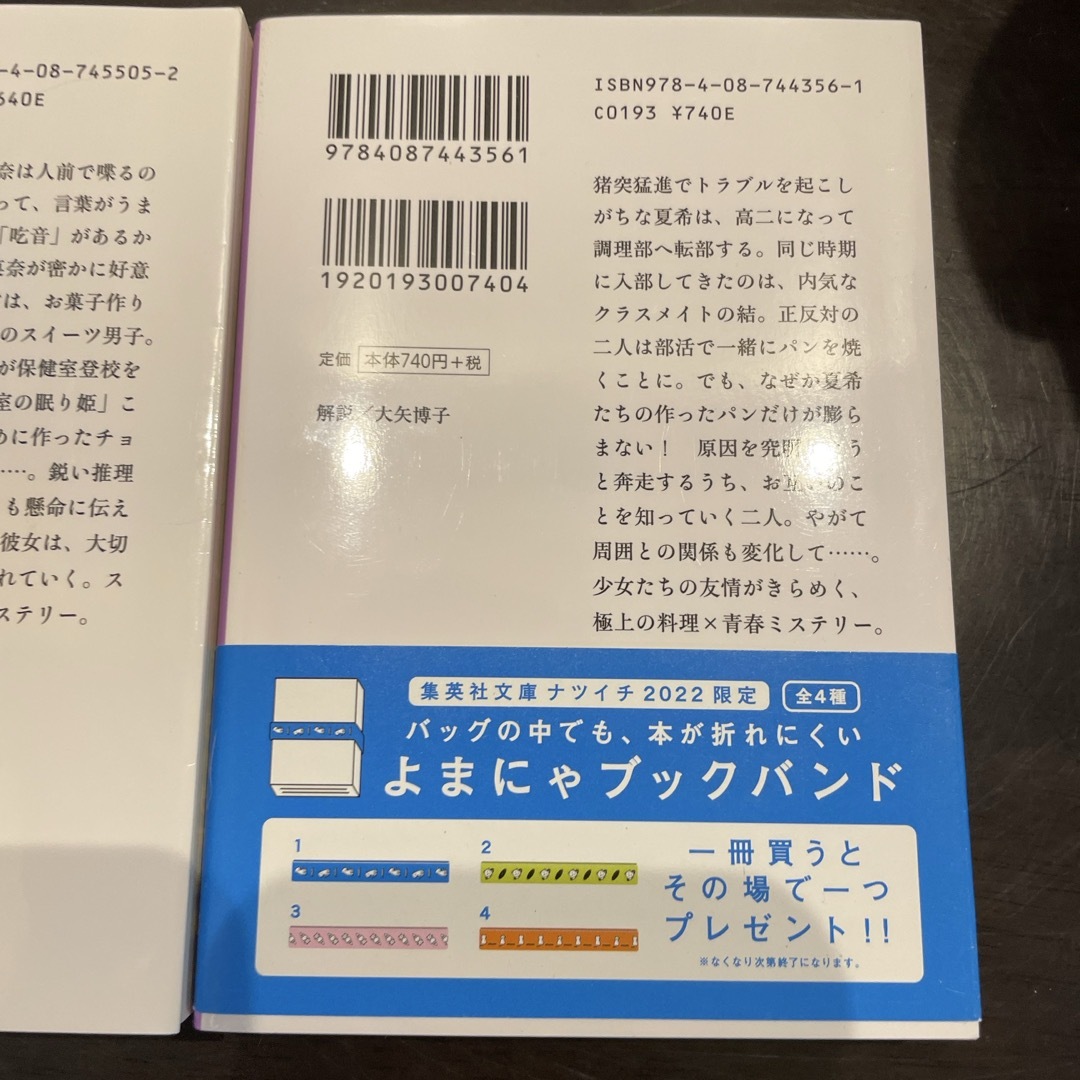 -4-08-745505-2
640E
奈は人前で喋るの
って、言葉がうま
「吃音」があるか
真奈が密かに好意
は、お菓子作り
のスイーツ男子。
が保健室登校を
室の眠り姫」こ
めに作ったチョ
……。鋭い推理
も懸命に伝え
彼女は、大切
れていく。ス
ステリー。
9784087443561
1920193007404
定価 本体740円+税
解説/大矢博子
ISBN978-4-08-744356-1
C0193 ¥740E
猪突猛進でトラブルを起こし
がちな夏希は、高二になって
調理部へ転部する。同じ時期
に入部してきたのは、内気な
クラスメイトの結。正反対の
二人は部活で一緒にパンを焼
くことに。でも、なぜか夏希
たちの作ったパンだけが膨ら
まない！ 原因を究明しよう
と奔走するうち、お互いのこ
とを知っていく二人。やがて
周囲との関係も変化して……。
少女たちの友情がきらめく、
極上の料理×青春ミステリー。
集英社文庫 ナツイチ2022限定 全4種
バッグの中でも、本が折れにくい
よまにゃブックバンド
1
2
3
4
一冊買うと
その場で一つ
プレゼント!!
※なくなり次第終了になります。